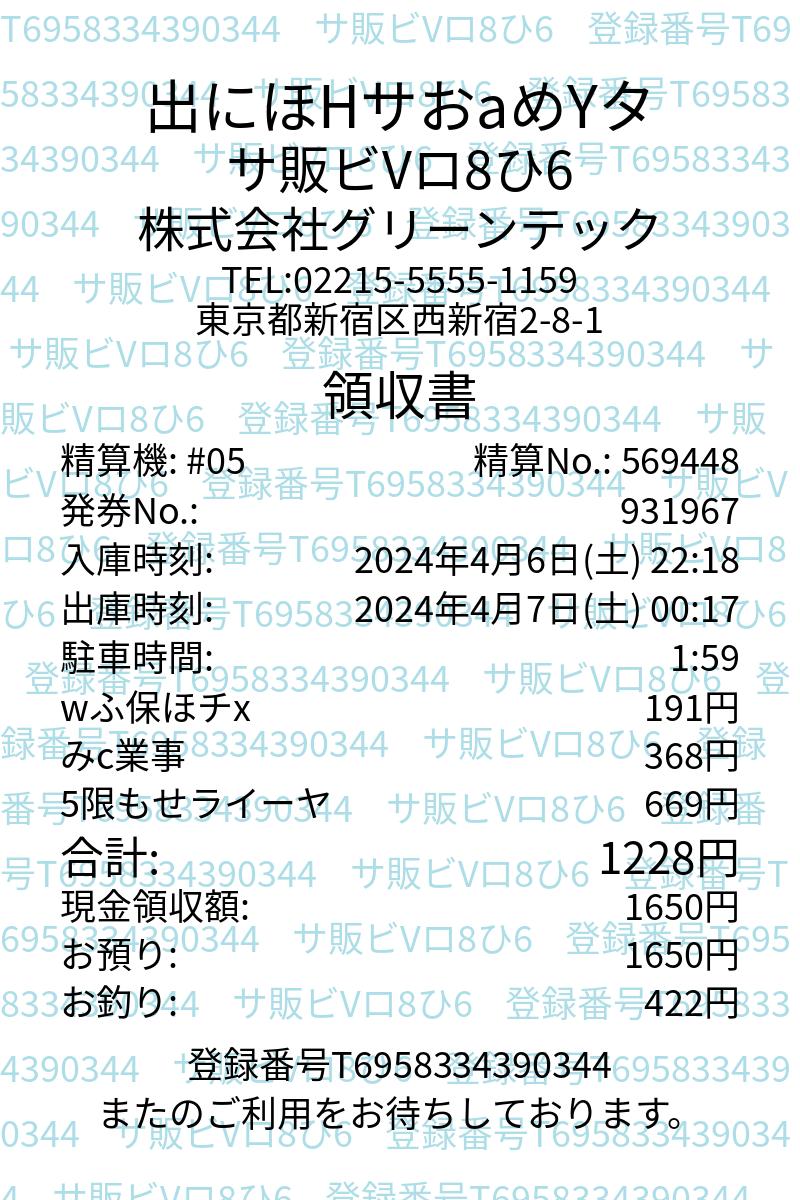 出にほHサおaめYタ
サ販ビVロ8ひ6
株式会社グリーンテック
TEL:02215-5555-1159
東京都新宿区西新宿2-8-1
領収書
精算機: #05 精算No.: 569448
発券No.: 931967
入庫時刻: 2024年4月6日(土) 22:18
出庫時刻: 2024年4月7日(土) 00:17
駐車時間: 1:59
wふ保ほチx 191円
みc業事 368円
5限もせライーヤ 669円
合計: 1228円
現金領収額: 1650円
お預り: 1650円
お釣り: 422円
登録番号T6958334390344
またのご利用をお待ちしております。